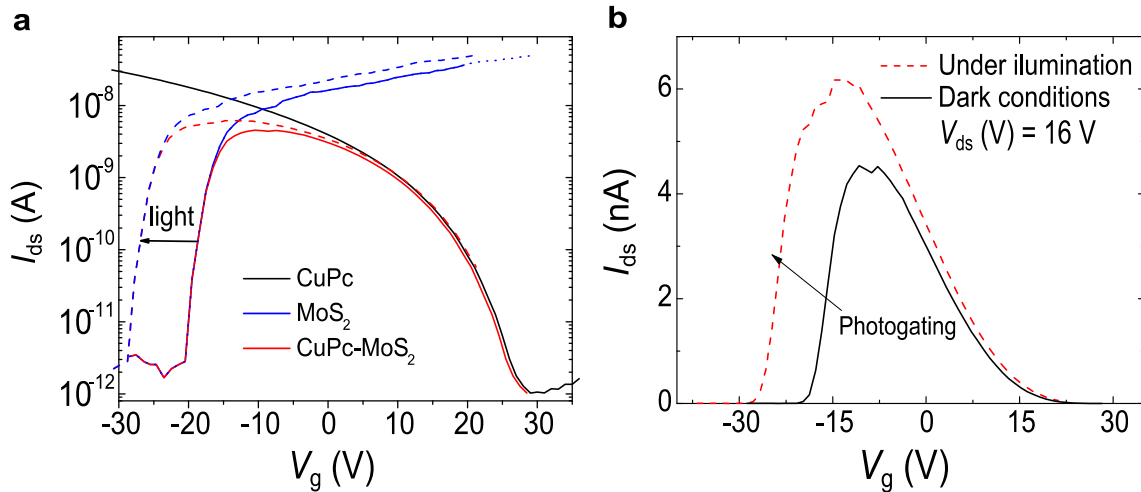 a
I_ds (A)
10^-8
10^-9
10^-10
10^-11
10^-12
light
CuPc
MoS_2
CuPc-MoS_2
-30 -20 -10 0 10 20 30
V_g (V)
b
I_ds (nA)
6
4
2
0
Under ilumination
Dark conditions
V_ds (V) = 16 V
Photogating
-30 -15 0 15 30
V_g (V)